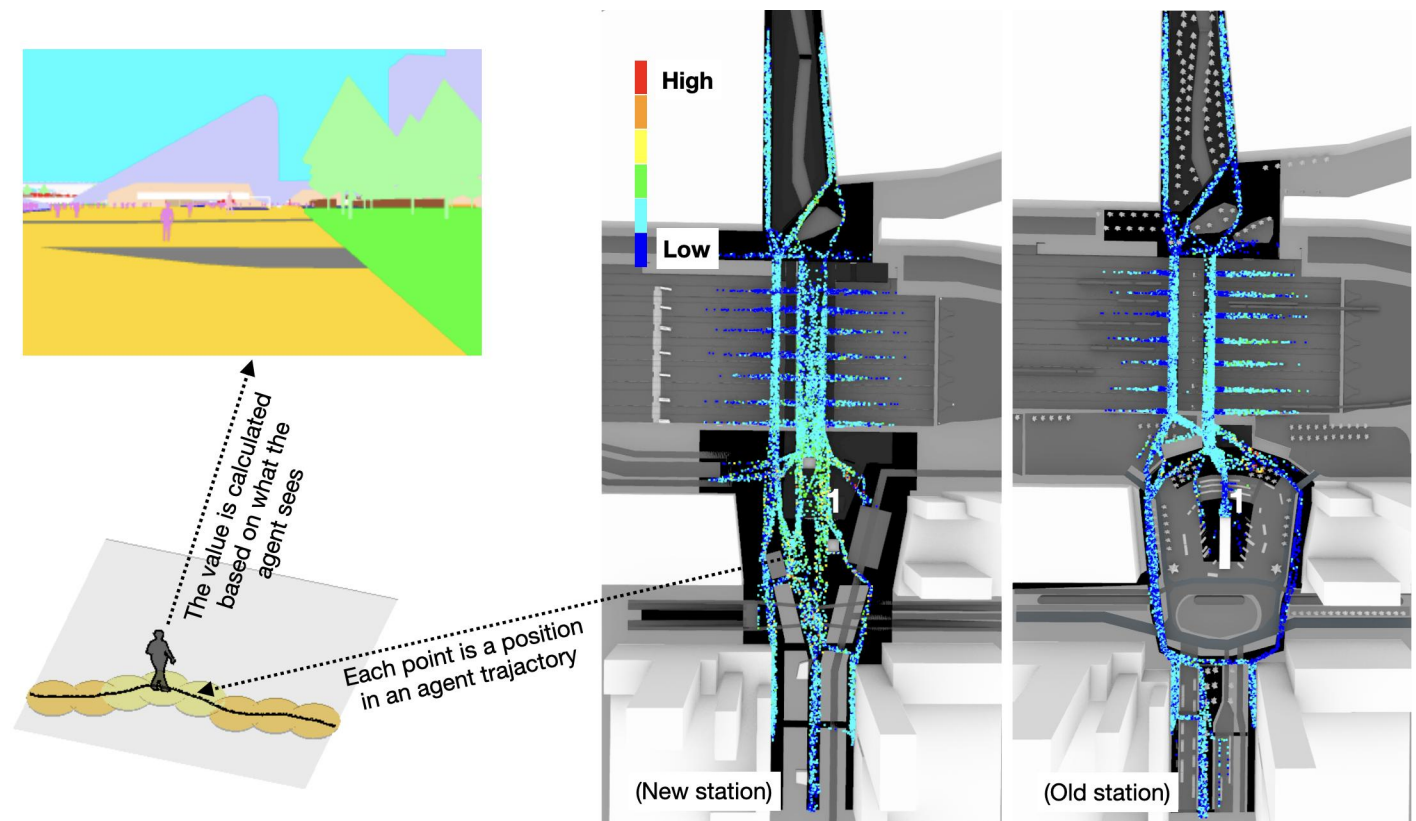 The value is calculated
based on what the
agent sees
Each point is a position
in an agent trajactory
High
Low
1
(New station)
1
(Old station)